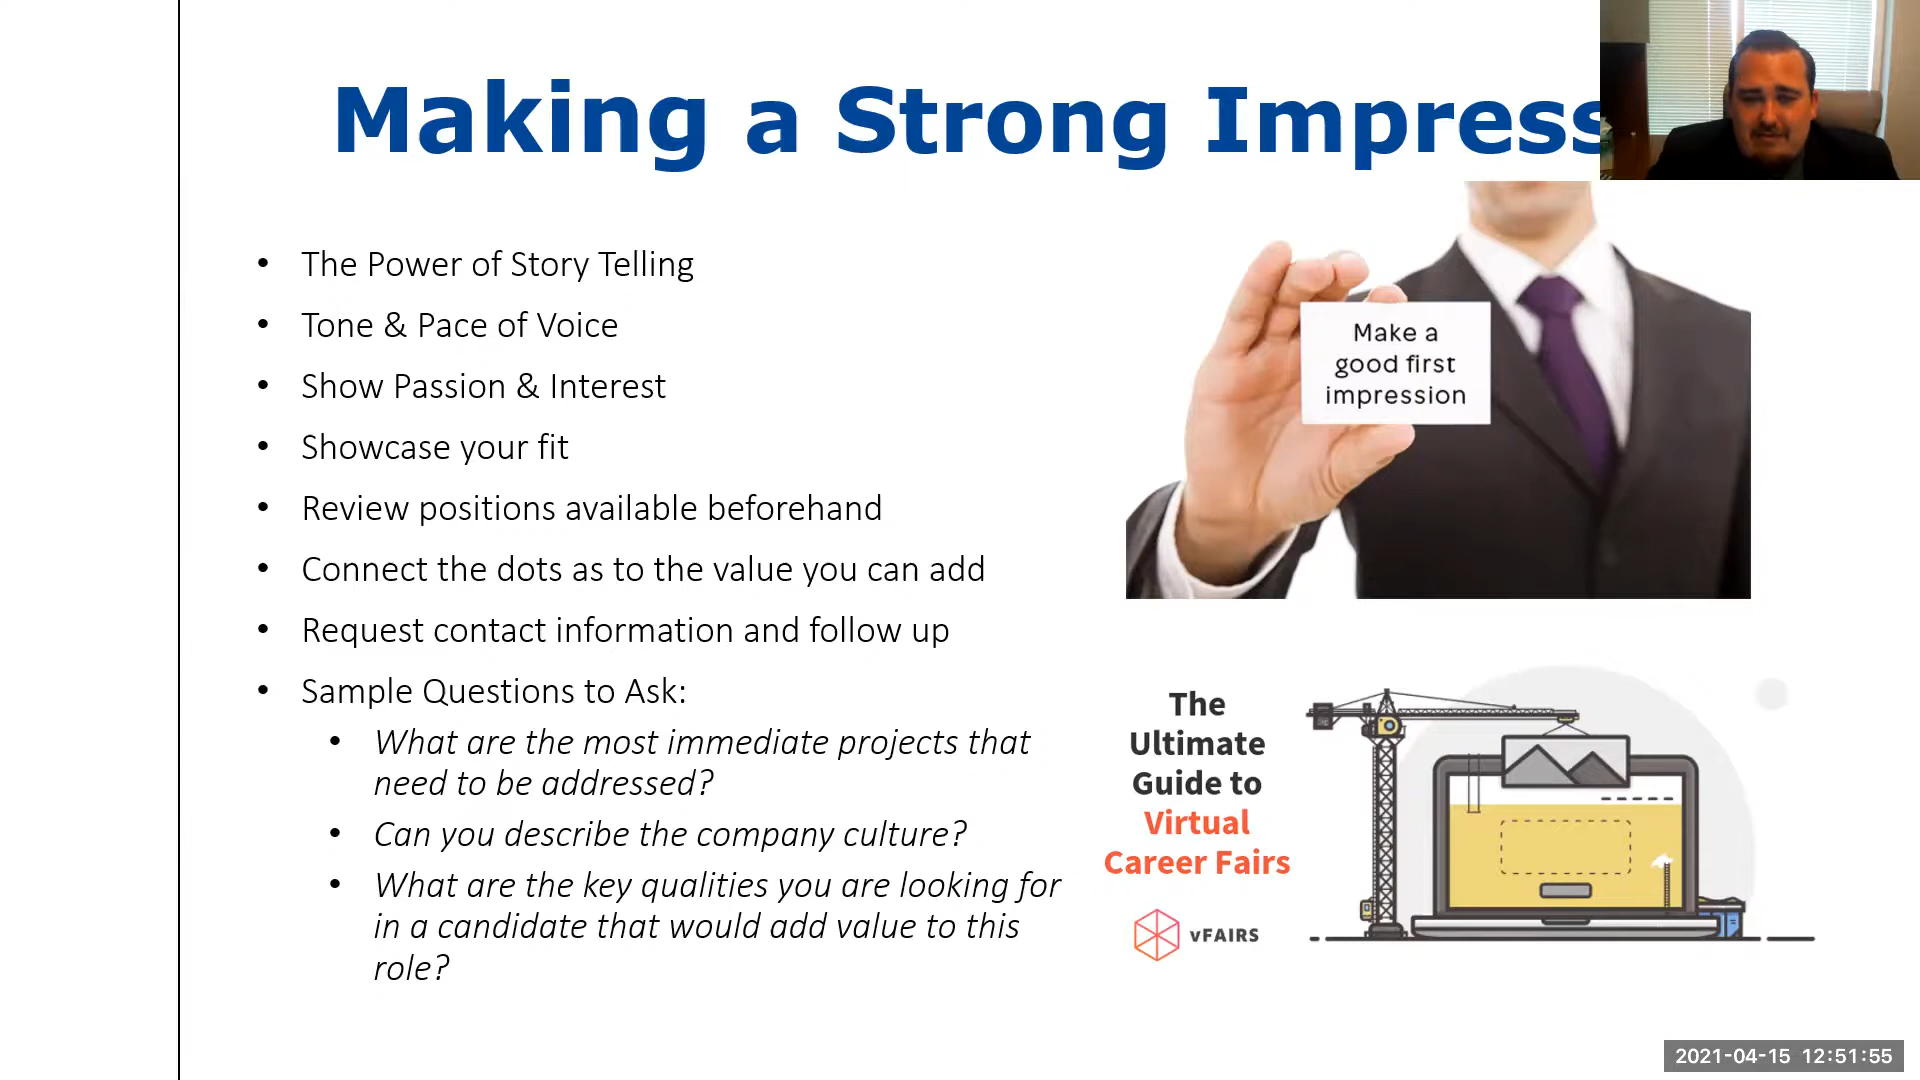 Making a Strong Impress
• The Power of Story Telling
• Tone & Pace of Voice
• Show Passion & Interest
• Showcase your fit
• Review positions available beforehand
• Connect the dots as to the value you can add
• Request contact information and follow up
• Sample Questions to Ask:
• What are the most immediate projects that
need to be addressed?
• Can you describe the company culture?
• What are the key qualities you are looking for
in a candidate that would add value to this
role?
Make a
good first
impression
The
Ultimate
Guide to
Virtual
Career Fairs
vFAIRS
2021-04-15 12:51:55